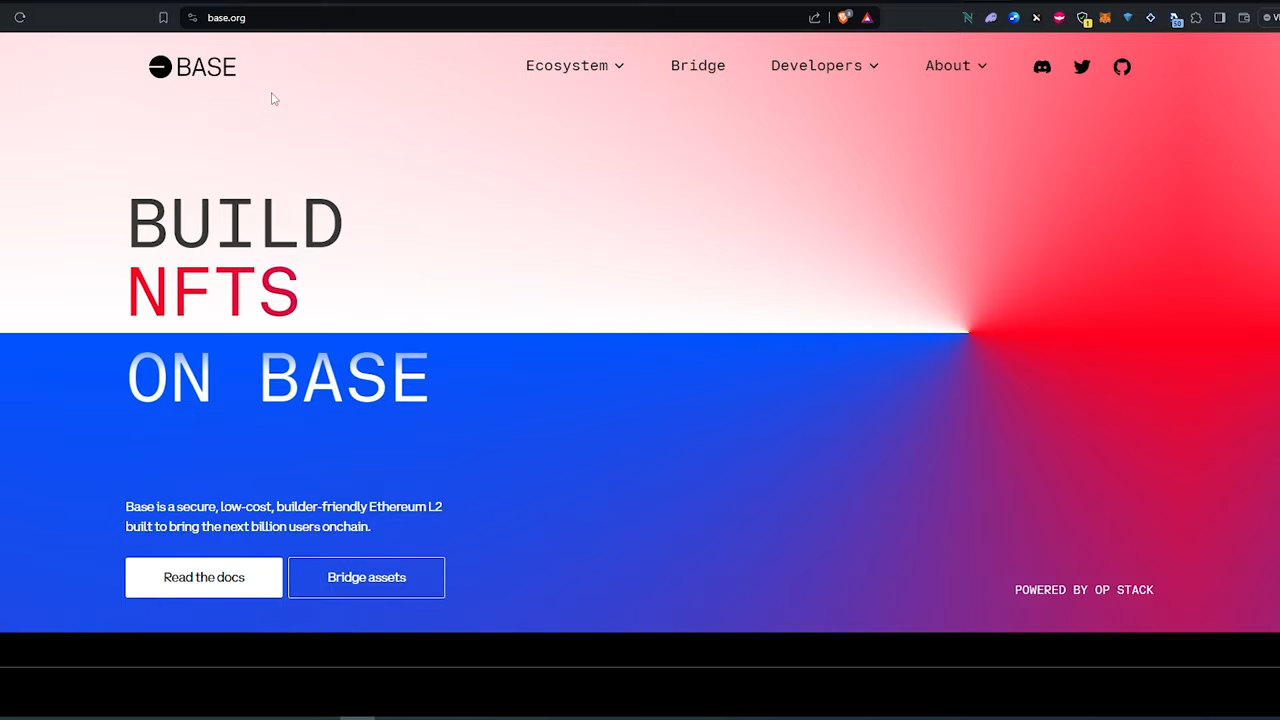 base.org
BASE
Ecosystem
Bridge
Developers
About
BUILD
NFTS
ON BASE
Base is a secure, low-cost, builder-friendly Ethereum L2
built to bring the next billion users onchain.
Read the docs
Bridge assets
POWERED BY OP STACK